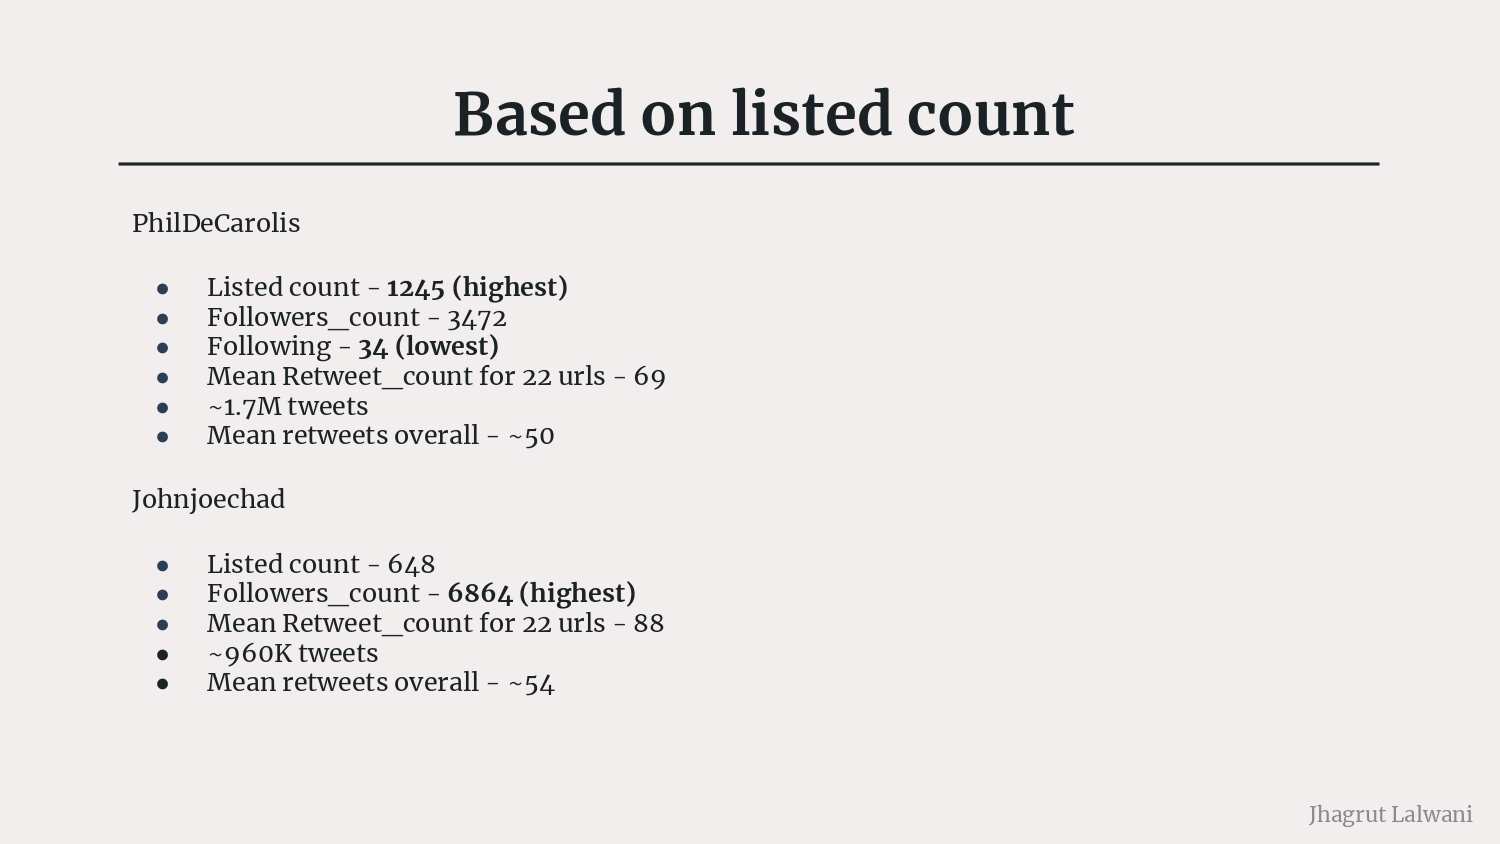 Based on listed count
PhilDeCarolis
● Listed count - 1245 (highest)
● Followers_count - 3472
● Following - 34 (lowest)
● Mean Retweet_count for 22 urls - 69
● ~1.7M tweets
● Mean retweets overall - ~50
Johnjoechad
● Listed count - 648
● Followers_count - 6864 (highest)
● Mean Retweet_count for 22 urls - 88
● ~960K tweets
● Mean retweets overall - ~54
Jhagrut Lalwani